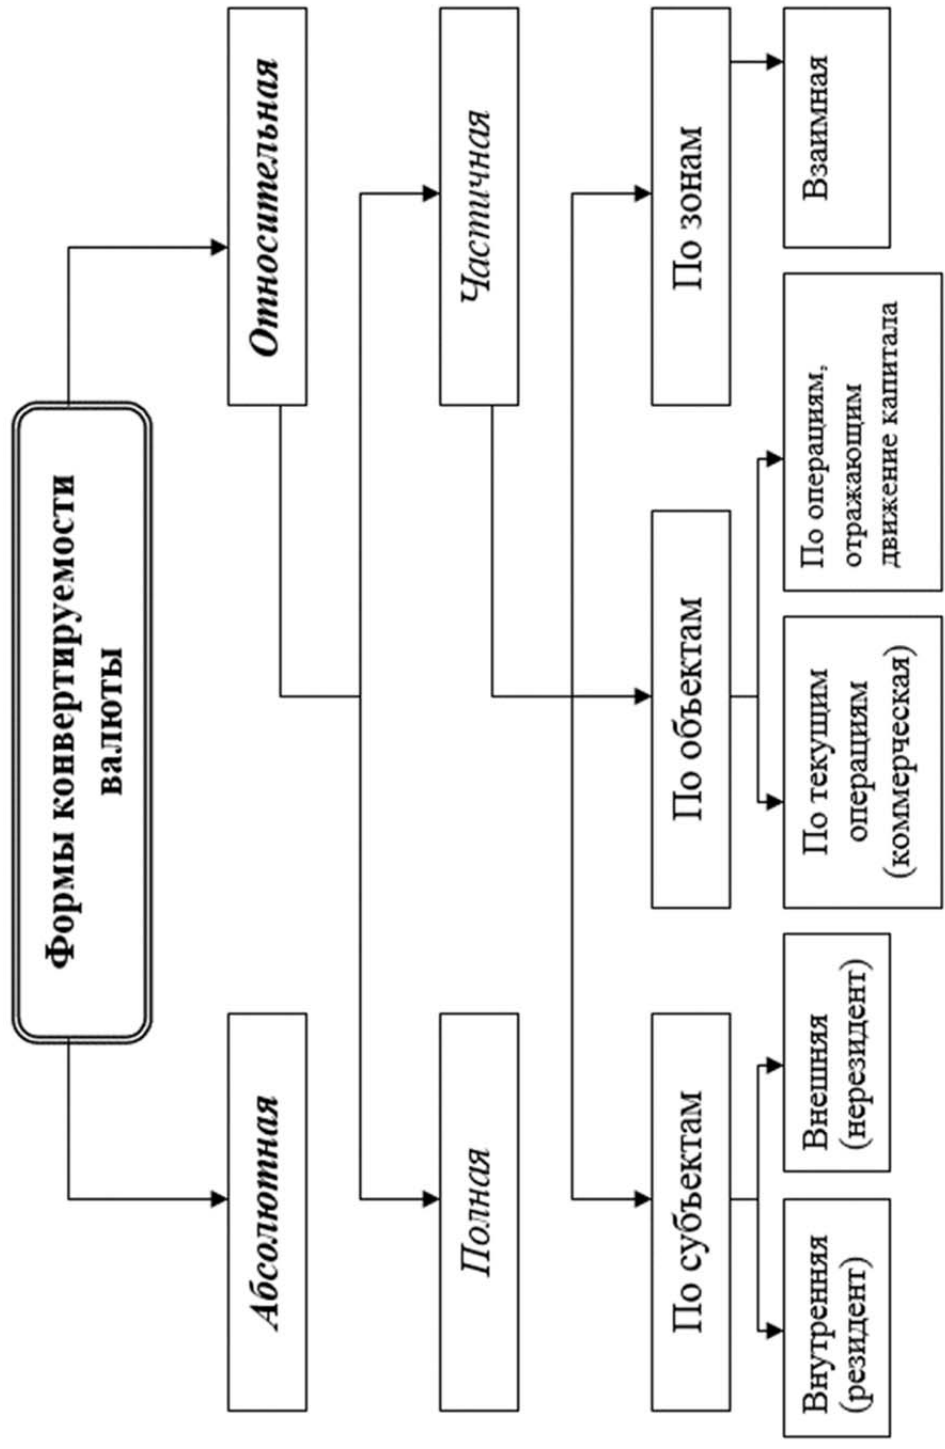 Формы конвертируемости
валюты
Абсолютная
Относительная
Полная
Частичная
По субъектам
По объектам
По зонам
Внутренняя
(резидент)
Внешняя
(нерезидент)
По текущим
операциям
(коммерческая)
По операциям,
отражающим
движение капитала
Взаимная